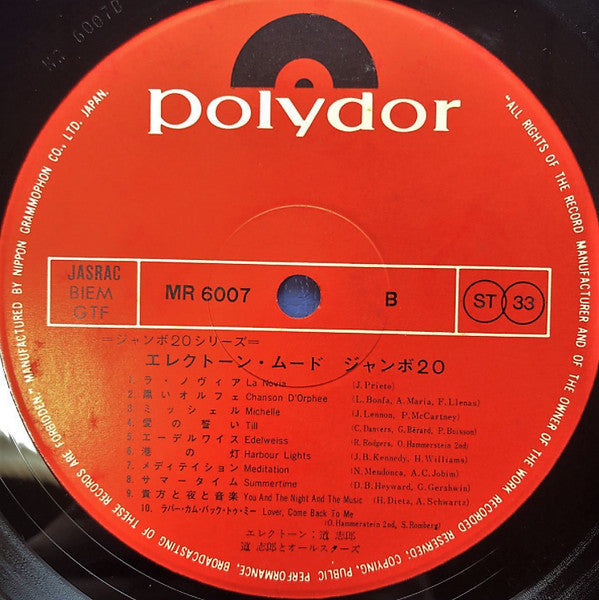 MR 6007 B
polydor
JASRAC
BIEM
GTF
MR 6007
B
ST 33
=ジャンボ20シリーズ=
エレクトーン・ムード ジャンボ20
1. ラ・ノヴィア La Novia (J. Prieto)
2. 黒いオルフェ Chanson D'Orphee (L. Bonfa, A. Maria, F. Llenas)
3. ミッシェル Michelle (J. Lennon, P. McCartney)
4. 愛の誓い Till (C. Danvers, G. Bérard, P. Buisson)
5. エーデルワイス Edelweiss (R. Rodgers, O. Hammerstein 2nd)
6. 港の灯 Harbour Lights (J. B. Kennedy, H. Williams)
7. メディテイション Meditation (N. Mendonca, A. C. Jobim)
8. サマータイム Summertime (D. B. Heyward, G. Gershwin)
9. 貴方と夜と音楽 You And The Night And The Music (H. Dietz, A. Schwartz)
10. ラバー・カム・バック・トゥ・ミー Lover, Come Back To Me
(O. Hammerstein 2nd, S. Romberg)
エレクトーン:道 志郎
道 志郎とオールスターズ
"ALL RIGHTS OF THE RECORD MANUFACTURER AND OF THE OWNER OF THE WORK RECORDED RESERVED. COPYING, PUBLIC PERFORMANCE, BROADCASTING OF THESE RECORDS ARE FORBIDDEN" MANUFACTURED BY NIPPON GRAMMOPHON CO., LTD. JAPAN.